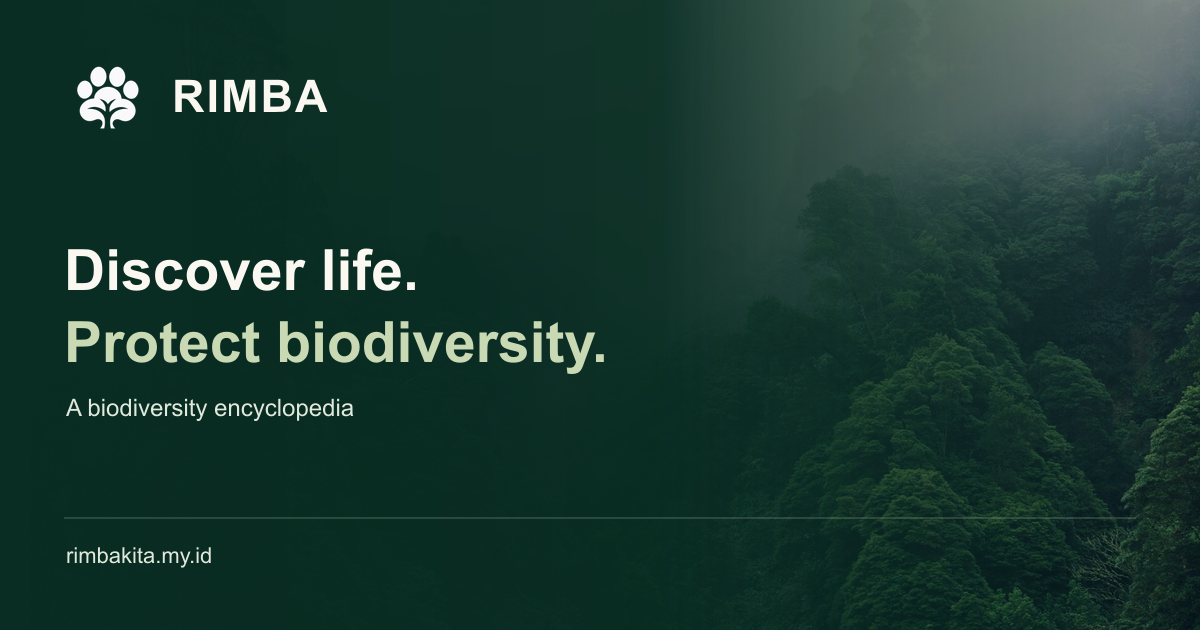 RIMBA
Discover life.
Protect biodiversity.
A biodiversity encyclopedia
rimbakita.my.id